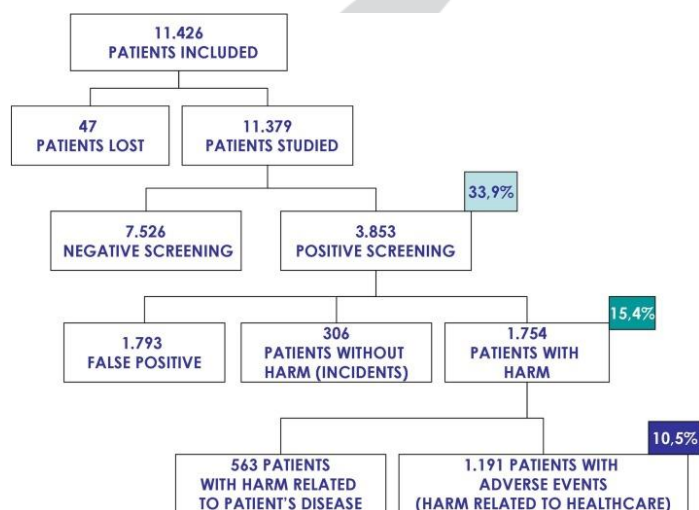 11.426
PATIENTS INCLUDED
47
PATIENTS LOST
11.379
PATIENTS STUDIED
33,9%
7.526
NEGATIVE SCREENING
3.853
POSITIVE SCREENING
15,4%
1.793
FALSE POSITIVE
306
PATIENTS WITHOUT
HARM (INCIDENTS)
1.754
PATIENTS WITH
HARM
10,5%
563 PATIENTS
WITH HARM RELATED
TO PATIENT'S DISEASE
1.191 PATIENTS WITH
ADVERSE EVENTS
(HARM RELATED TO HEALTHCARE)